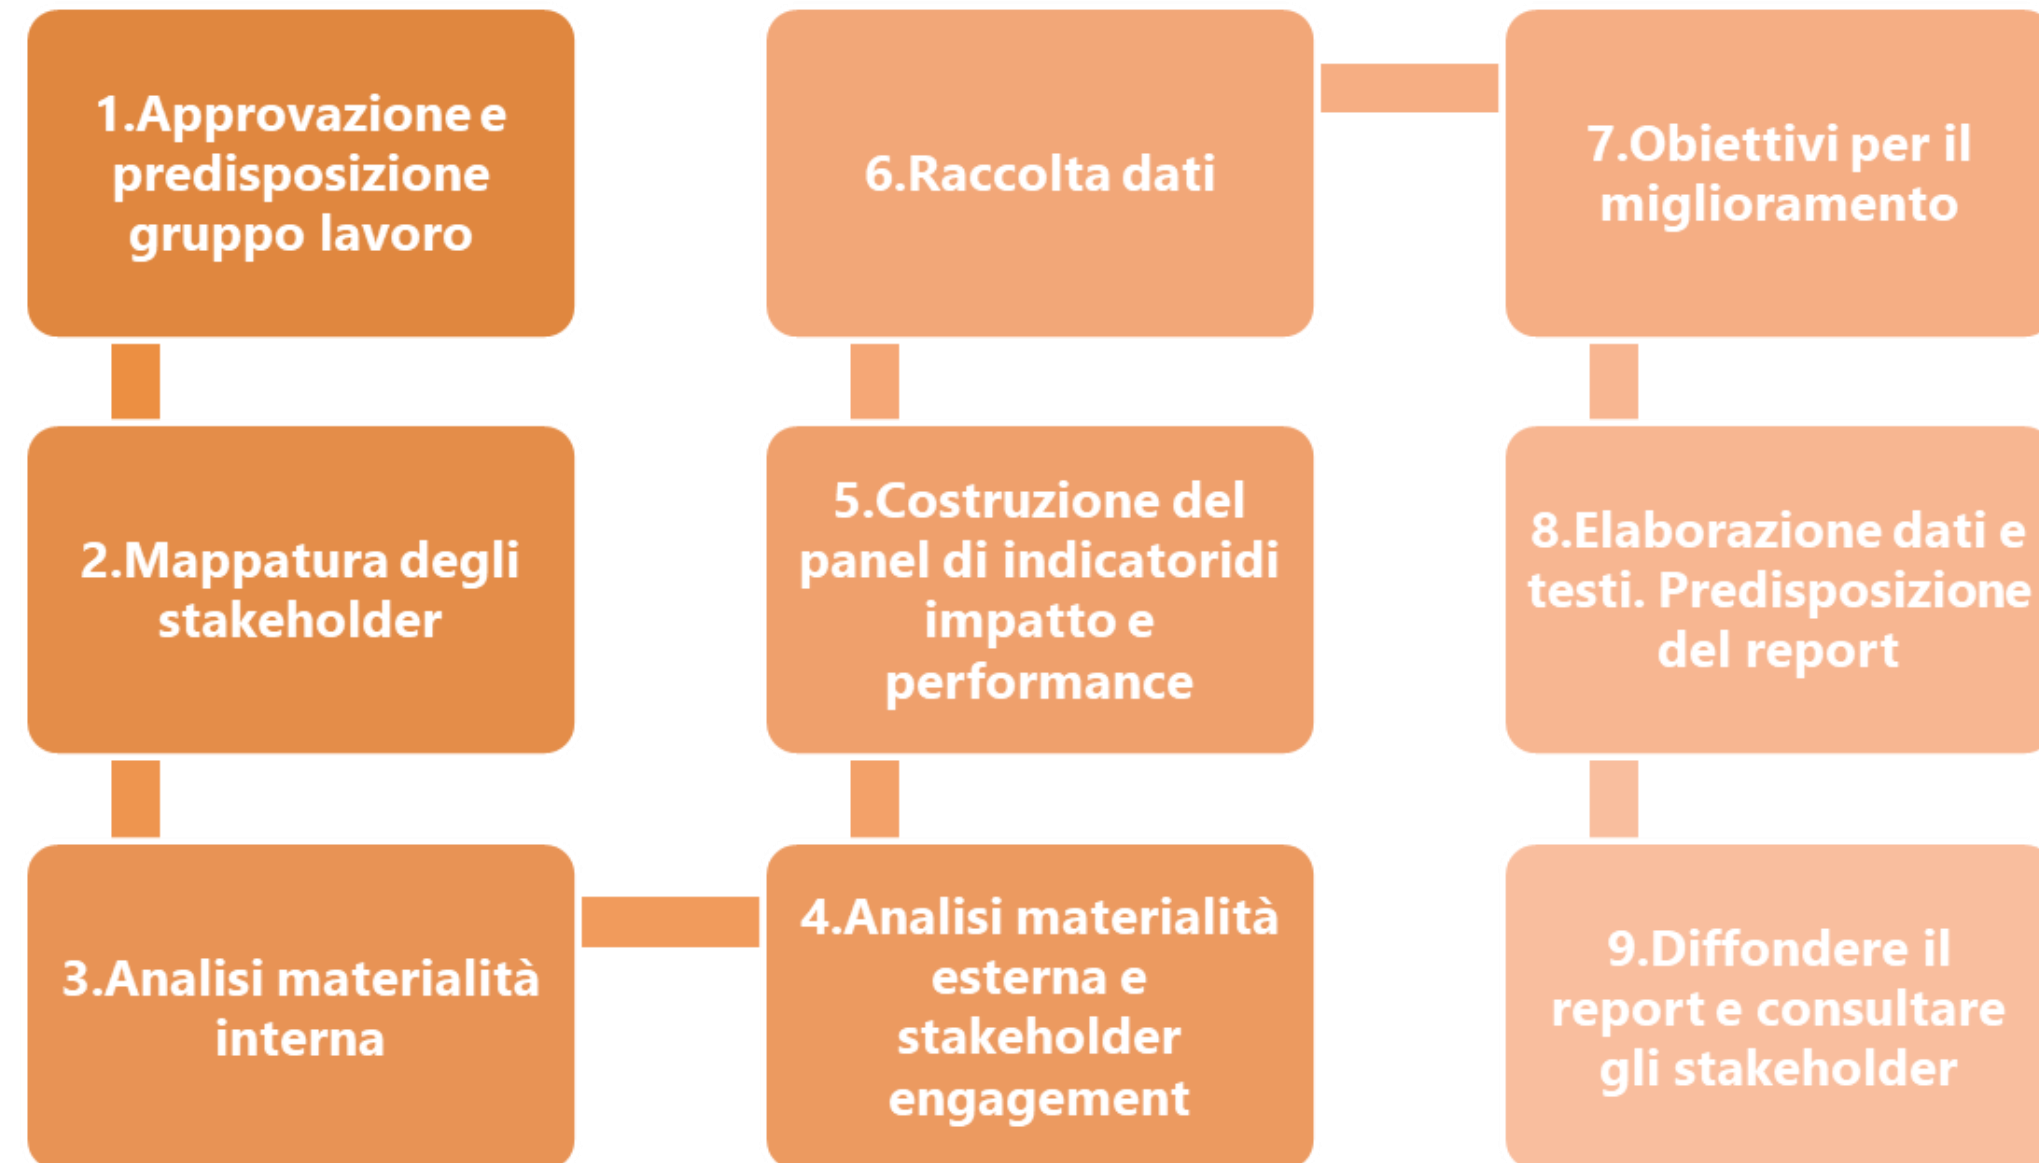 1.Approvazione e
predisposizione
gruppo lavoro
2.Mappatura degli
stakeholder
3.Analisi materialità
interna
4.Analisi materialità
esterna e
stakeholder
engagement
5.Costruzione del
panel di indicatoridi
impatto e
performance
6.Raccolta dati
7.Obiettivi per il
miglioramento
8.Elaborazione dati e
testi. Predisposizione
del report
9.Diffondere il
report e consultare
gli stakeholder